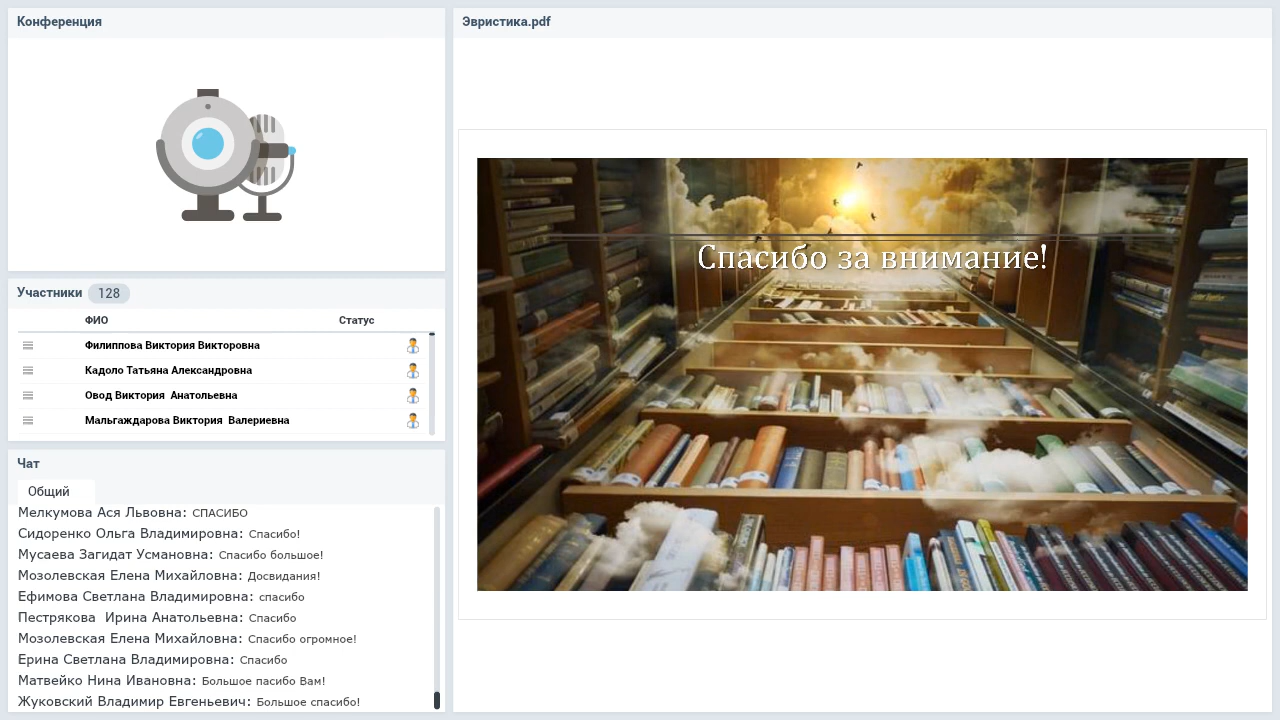 Конференция
Участники 128
ФИО Статус
Филиппова Виктория Викторовна
Кадоло Татьяна Александровна
Овод Виктория  Анатольевна
Мальгаждарова Виктория  Валериевна
Чат
Общий
Мелкумова Ася Львовна: СПАСИБО
Сидоренко Ольга Владимировна: Спасибо!
Мусаева Загидат Усмановна: Спасибо большое!
Мозолевская Елена Михайловна: Досвидания!
Ефимова Светлана Владимировна: спасибо
Пестрякова  Ирина Анатольевна: Спасибо
Мозолевская Елена Михайловна: Спасибо огромное!
Ерина Светлана Владимировна: Спасибо
Матвейко Нина Ивановна: Большое пасибо Вам!
Жуковский Владимир Евгеньевич: Большое спасибо!
Эвристика.pdf
Спасибо за внимание!